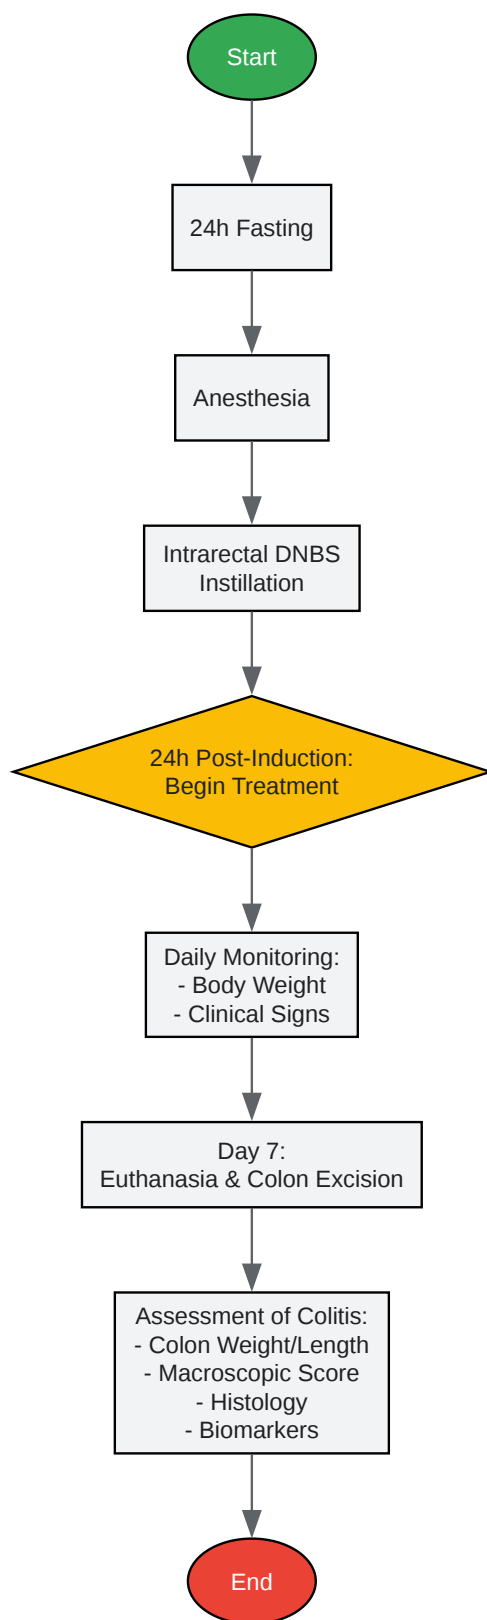 Start
24h Fasting
Anesthesia
Intrarectal DNBS
Instillation
24h Post-Induction:
Begin Treatment
Daily Monitoring:
- Body Weight
- Clinical Signs
Day 7:
Euthanasia & Colon Excision
Assessment of Colitis:
- Colon Weight/Length
- Macroscopic Score
- Histology
- Biomarkers
End